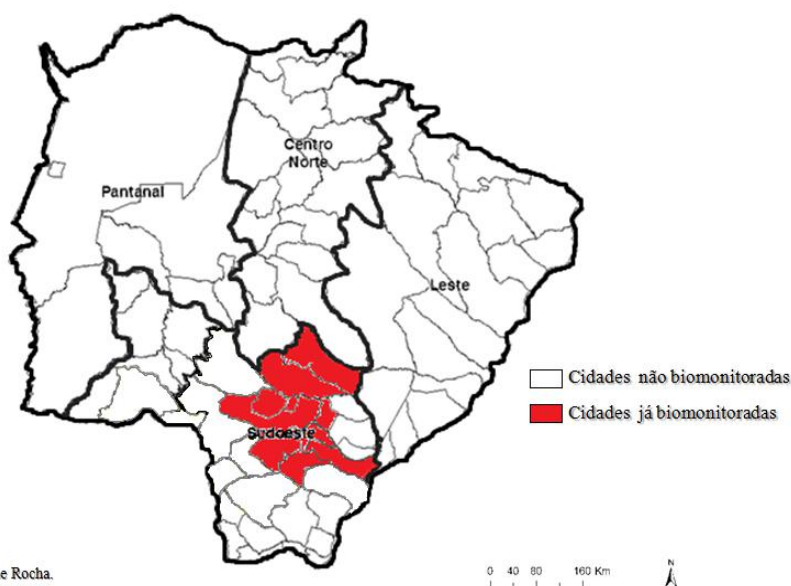 Centro
Norte
Pantanal
Leste
Cidades não biomonitoradas
Cidades já biomonitoradas
Sudoeste
e Rocha.
0 40 80 160 Km
N